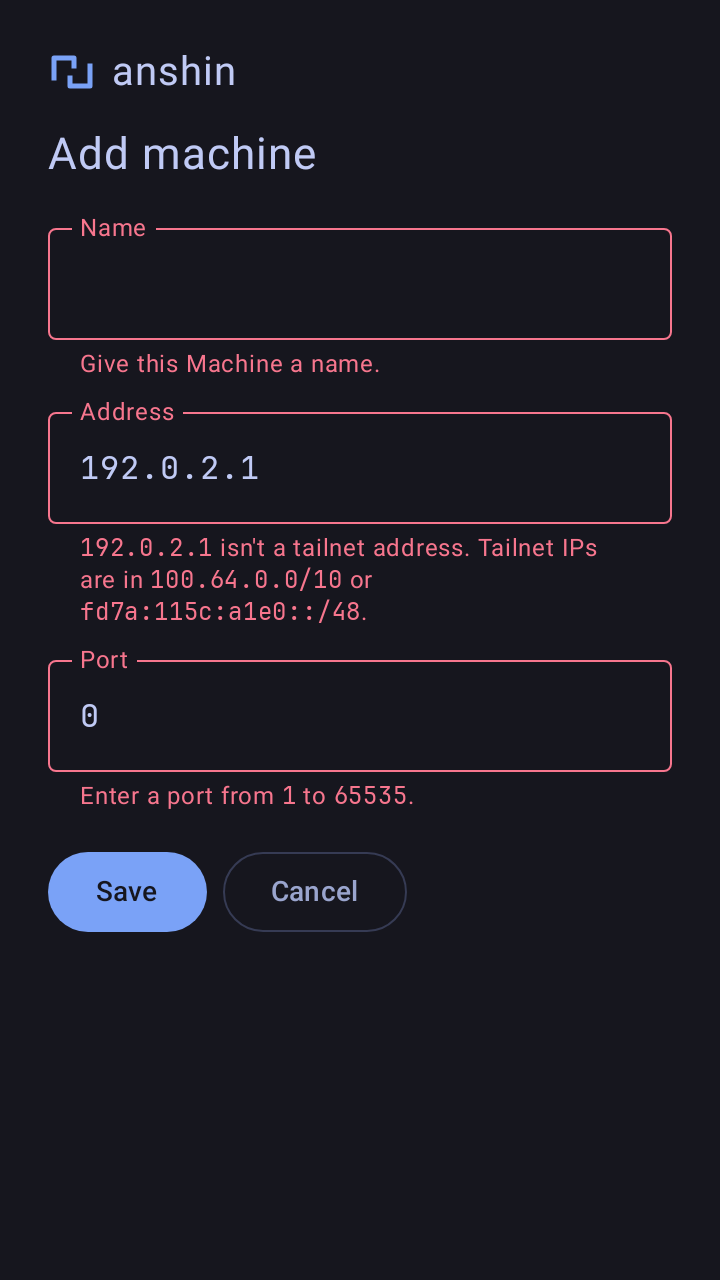 anshin
Add machine
Name
Give this Machine a name.
Address
192.0.2.1
192.0.2.1 isn't a tailnet address. Tailnet IPs
are in 100.64.0.0/10 or
fd7a:115c:a1e0::/48.
Port
0
Enter a port from 1 to 65535.
Save
Cancel